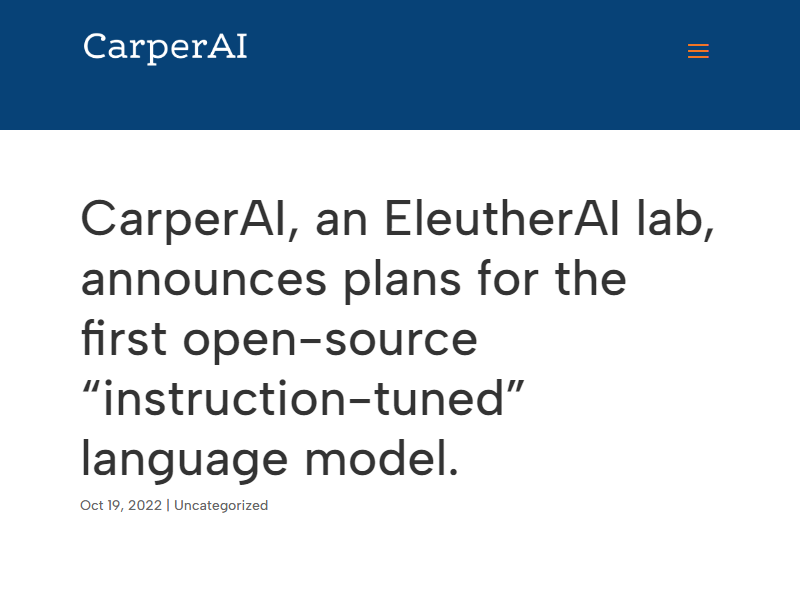 CarperAI
CarperAI, an EleutherAI lab,
announces plans for the
first open-source
“instruction-tuned”
language model.
Oct 19, 2022 | Uncategorized